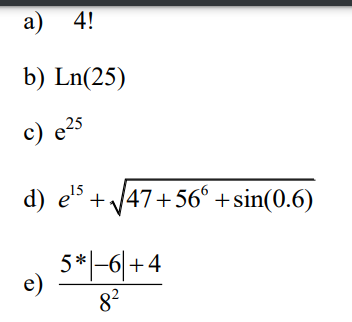 a) 4!
b) Ln(25)
c) e²⁵
d) e¹⁵ + √(47 + 56⁶ + sin(0.6))
e) (5*|−6| + 4) / 8²